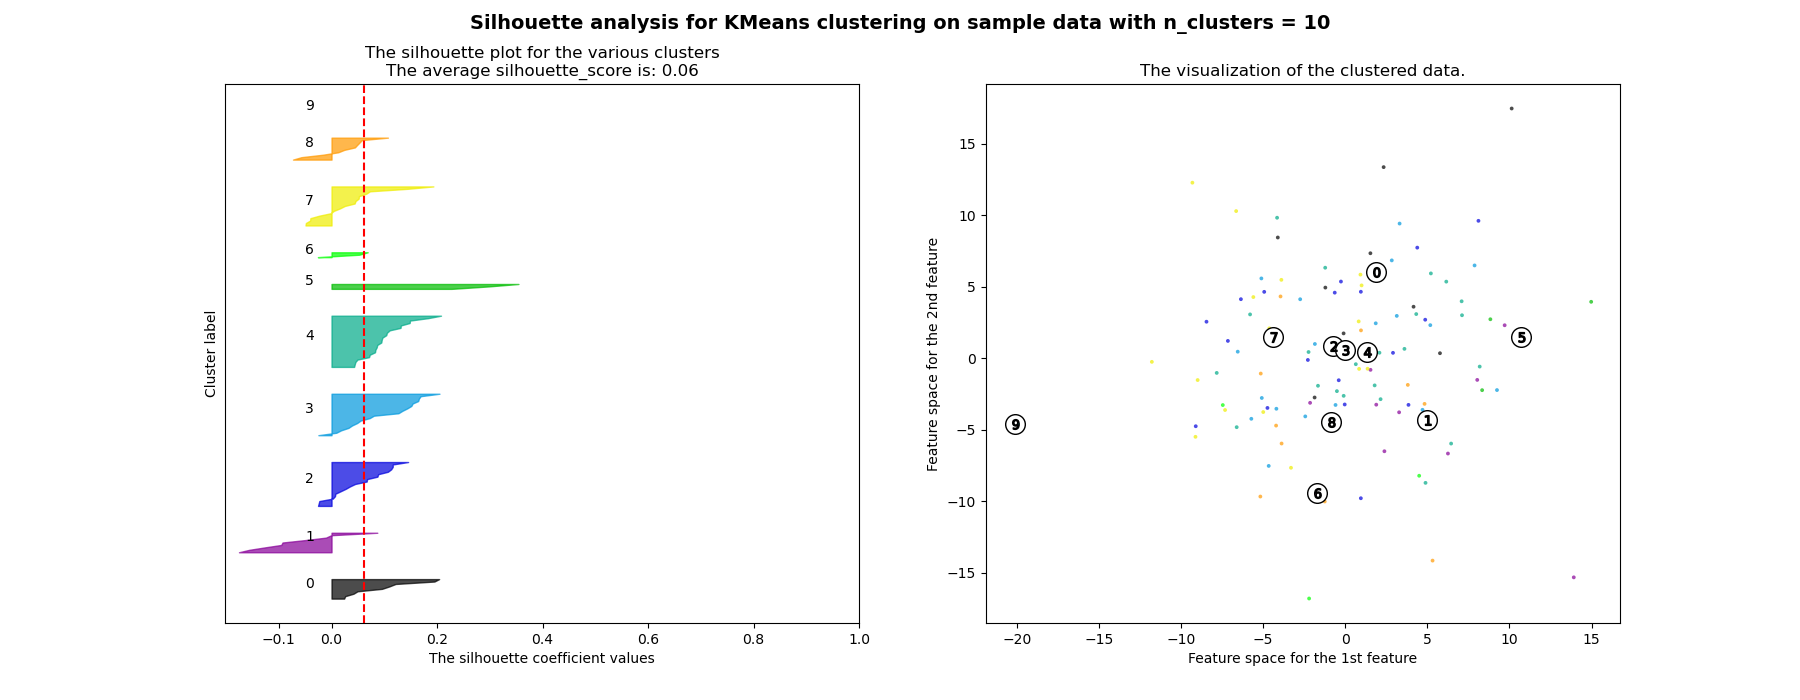 Silhouette analysis for KMeans clustering on sample data with n_clusters = 10
The silhouette plot for the various clusters
The average silhouette_score is: 0.06
9
8
7
6
5
4
3
2
1
0
Cluster label
−0.1 0.0 0.2 0.4 0.6 0.8 1.0
The silhouette coefficient values
The visualization of the clustered data.
15
10
5
0
−5
−10
−15
Feature space for the 2nd feature
0
7
2
3
4
5
9
8
1
6
−20 −15 −10 −5 0 5 10 15
Feature space for the 1st feature